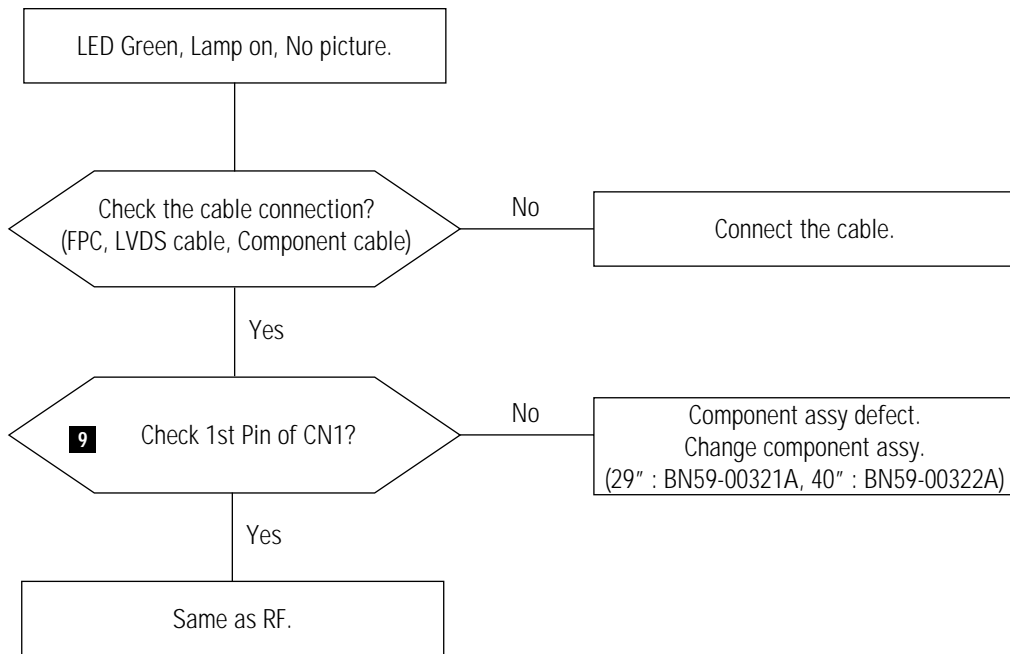 LED Green, Lamp on, No picture.
Check the cable connection?
(FPC, LVDS cable, Component cable)
No
Connect the cable.
Yes
9
Check 1st Pin of CN1?
No
Component assy defect.
Change component assy.
(29″ : BN59-00321A, 40″ : BN59-00322A)
Yes
Same as RF.